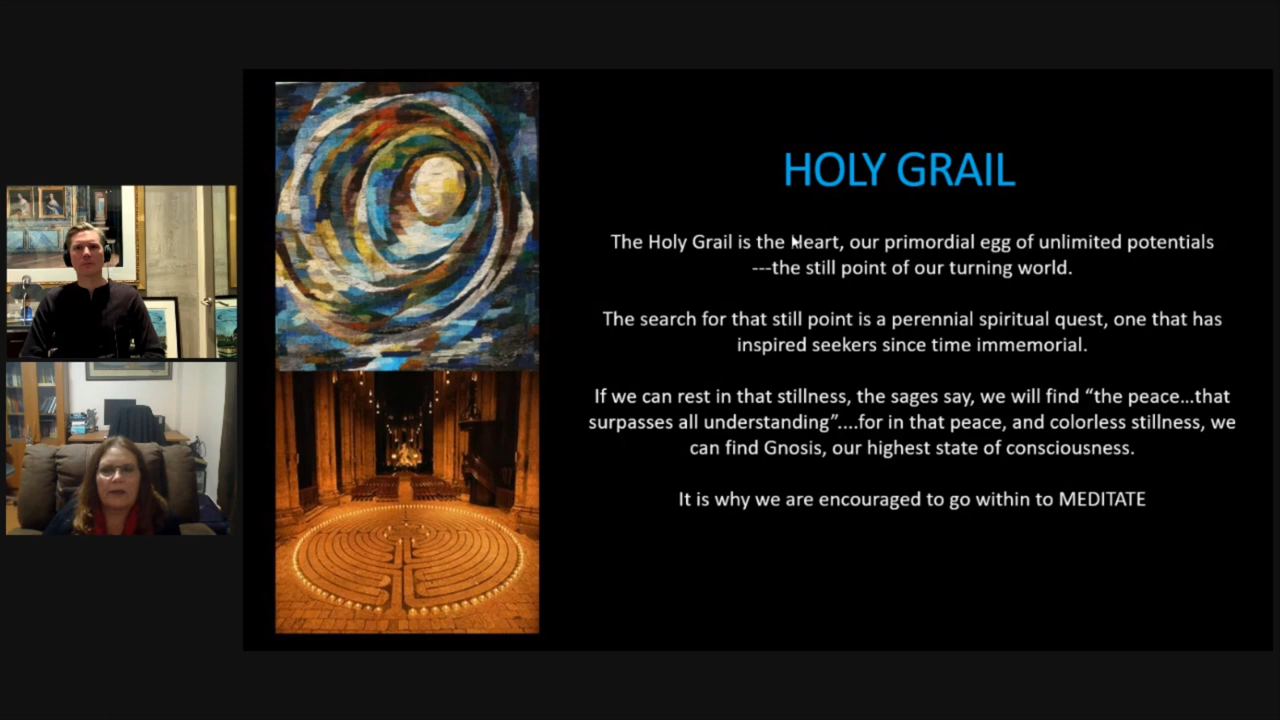 HOLY GRAIL
The Holy Grail is the Heart, our primordial egg of unlimited potentials
---the still point of our turning world.
The search for that still point is a perennial spiritual quest, one that has
inspired seekers since time immemorial.
If we can rest in that stillness, the sages say, we will find “the peace...that
surpasses all understanding”....for in that peace, and colorless stillness, we
can find Gnosis, our highest state of consciousness.
It is why we are encouraged to go within to MEDITATE